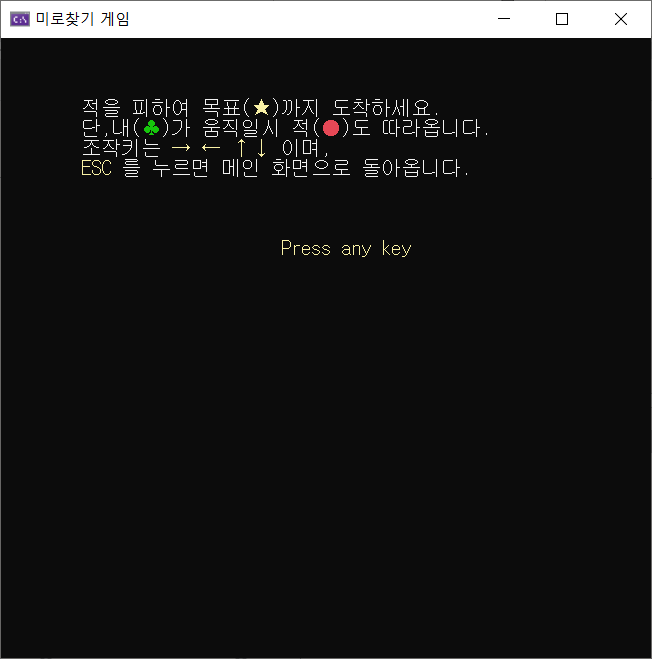 미로찾기 게임
적을 피하여 목표(★)까지 도착하세요.
단,내(♣)가 움직일시 적(●)도 따라옵니다.
조작키는 → ← ↑↓ 이며,
ESC 를 누르면 메인 화면으로 돌아옵니다.
Press any key